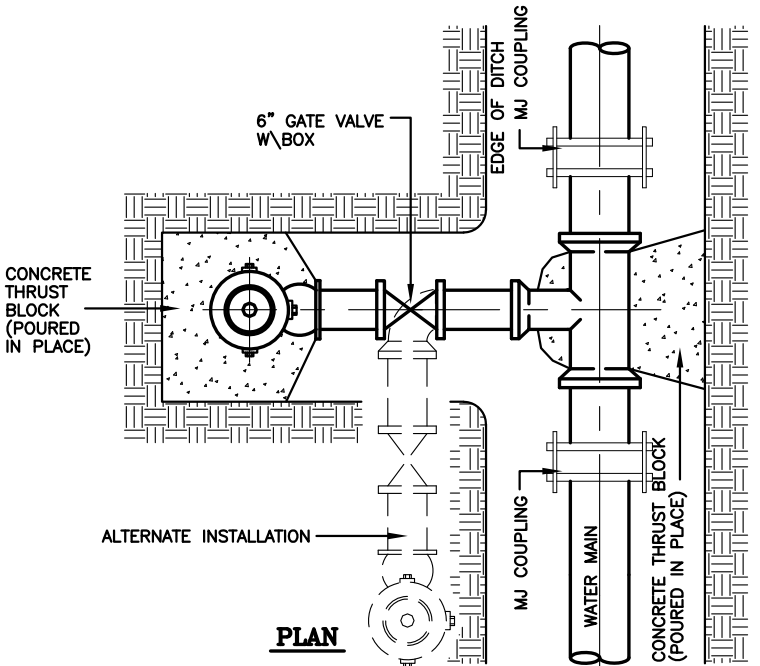 EDGE OF DITCH
MJ COUPLING
6" GATE VALVE
W\BOX
CONCRETE
THRUST
BLOCK
(POURED
IN PLACE)
ALTERNATE INSTALLATION
MJ COUPLING
WATER MAIN
CONCRETE THRUST BLOCK
(POURED IN PLACE)
PLAN